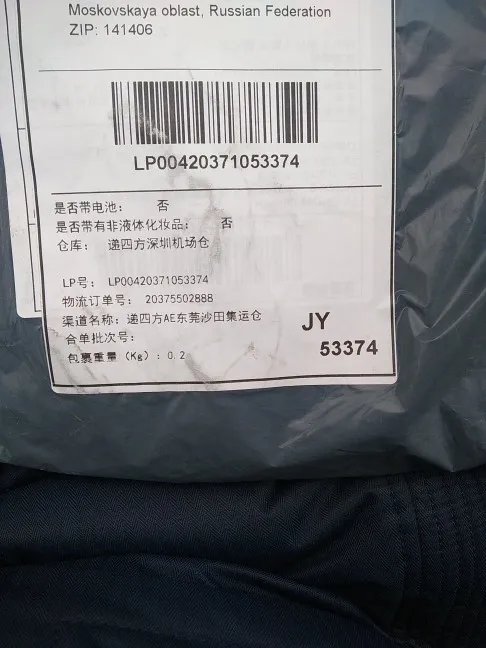 Moskovskaya oblast, Russian Federation
ZIP: 141406
LP00420371053374
是否带电池： 否
是否带有非液体化妆品： 否
仓库： 递四方深圳机场仓
LP号： LP00420371053374
物流订单号： 20375502888
渠道名称：递四方AE东莞沙田集运仓
合单批次号：
包裹重量（Kg）：0.2
JY
53374